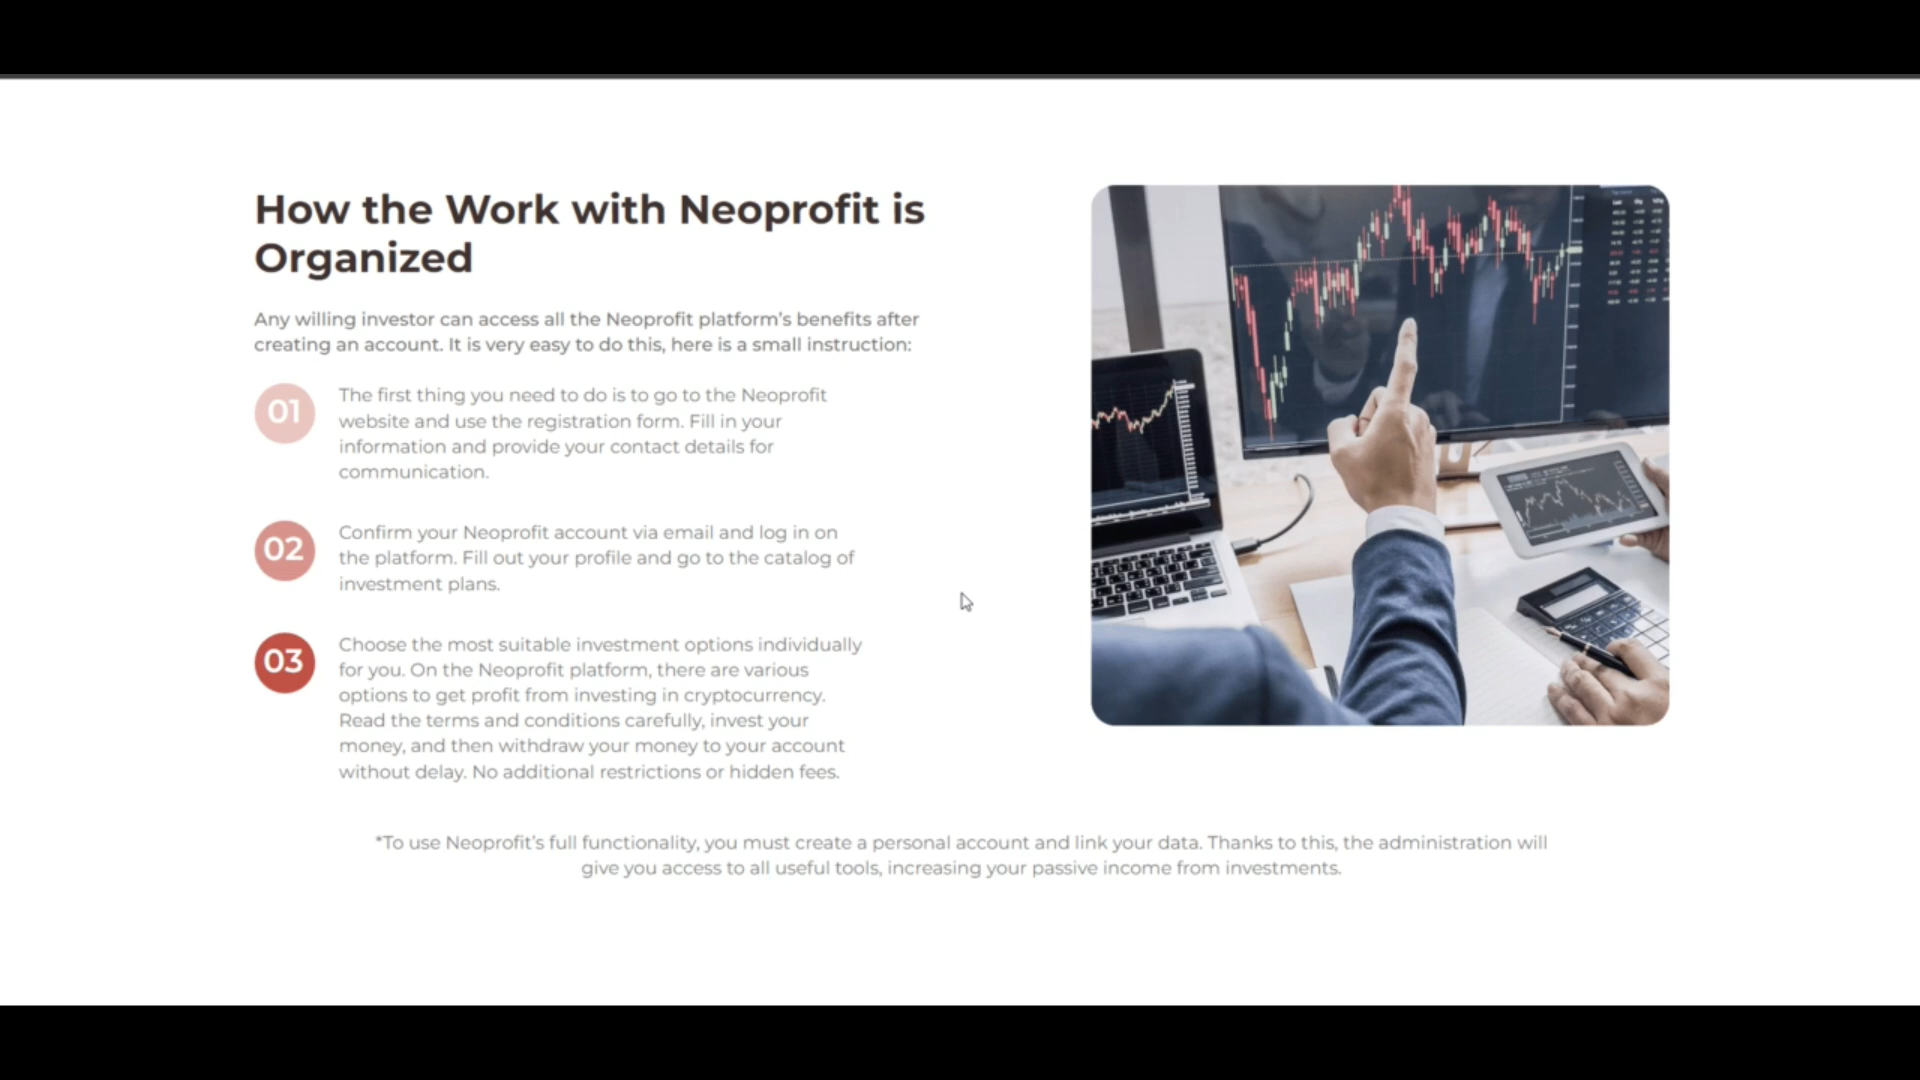 How the Work with Neoprofit is
Organized
Any willing investor can access all the Neoprofit platform's benefits after
creating an account. It is very easy to do this, here is a small instruction:
01
The first thing you need to do is to go to the Neoprofit
website and use the registration form. Fill in your
information and provide your contact details for
communication.
02
Confirm your Neoprofit account via email and log in on
the platform. Fill out your profile and go to the catalog of
investment plans.
03
Choose the most suitable investment options individually
for you. On the Neoprofit platform, there are various
options to get profit from investing in cryptocurrency.
Read the terms and conditions carefully, invest your
money, and then withdraw your money to your account
without delay. No additional restrictions or hidden fees.
*To use Neoprofit's full functionality, you must create a personal account and link your data. Thanks to this, the administration will
give you access to all useful tools, increasing your passive income from investments.